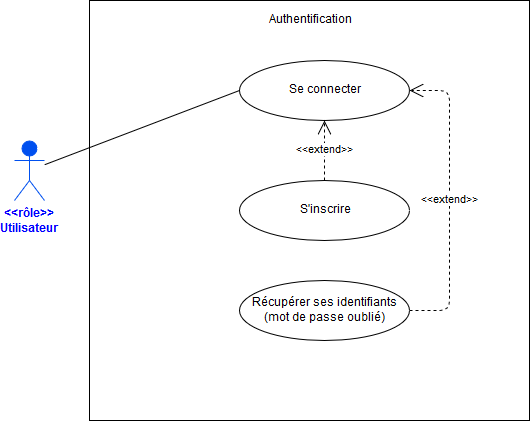 Authentification
Se connecter
<<extend>>
<<rôle>>
Utilisateur
<<extend>>
S'inscrire
Récupérer ses identifiants
(mot de passe oublié)